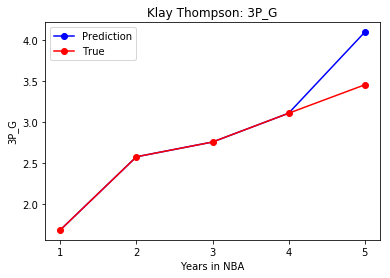 Klay Thompson: 3P_G
Prediction
True
4.0
3.5
3.0
2.5
2.0
3P_G
1 2 3 4 5
Years in NBA